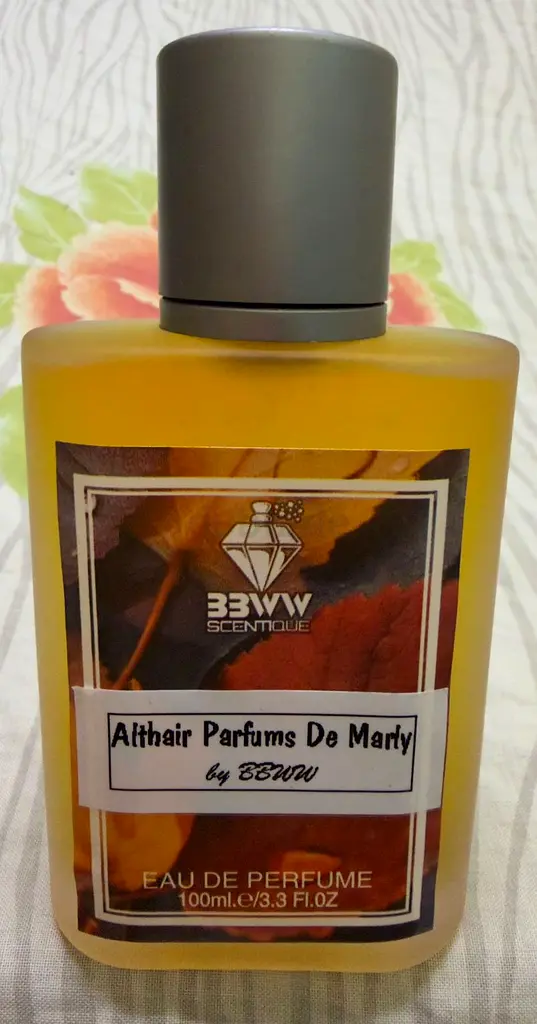 BBWW
SCENTIQUE
Althair Parfums De Marly
by BBWW
EAU DE PERFUME
100ml.e/3.3 Fl.OZ